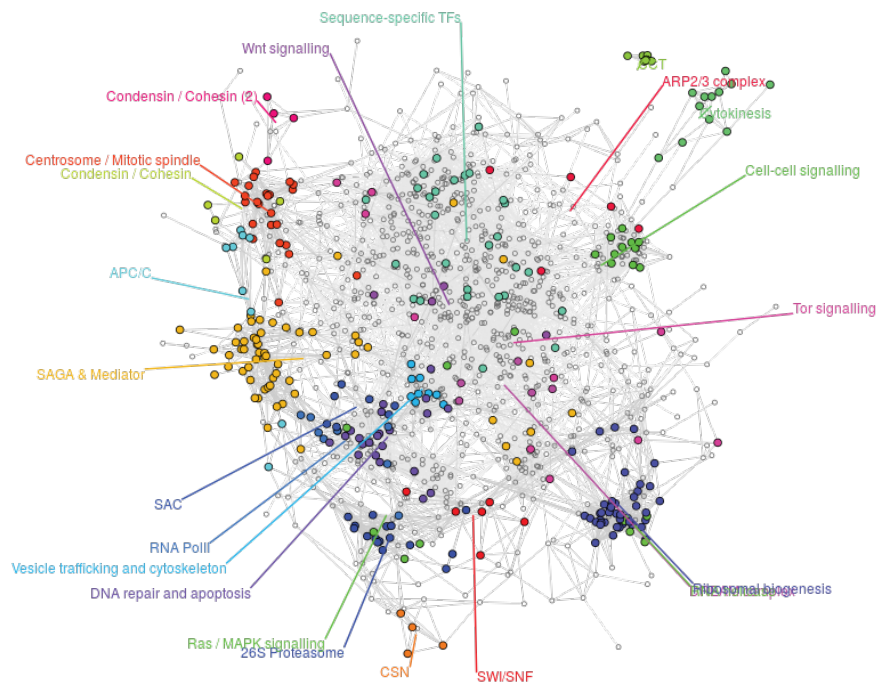 Sequence-specific TFs
Wnt signalling
CCT
ARP2/3 complex
Condensin / Cohesin (2)
Cytokinesis
Centrosome / Mitotic spindle
Condensin / Cohesin
Cell-cell signalling
APC/C
Tor signalling
SAGA & Mediator
SAC
RNA PolII
Vesicle trafficking and cytoskeleton
DNA repair and apoptosis
Ribosomal biogenesis
Ras / MAPK signalling
26S Proteasome
CSN
SWI/SNF